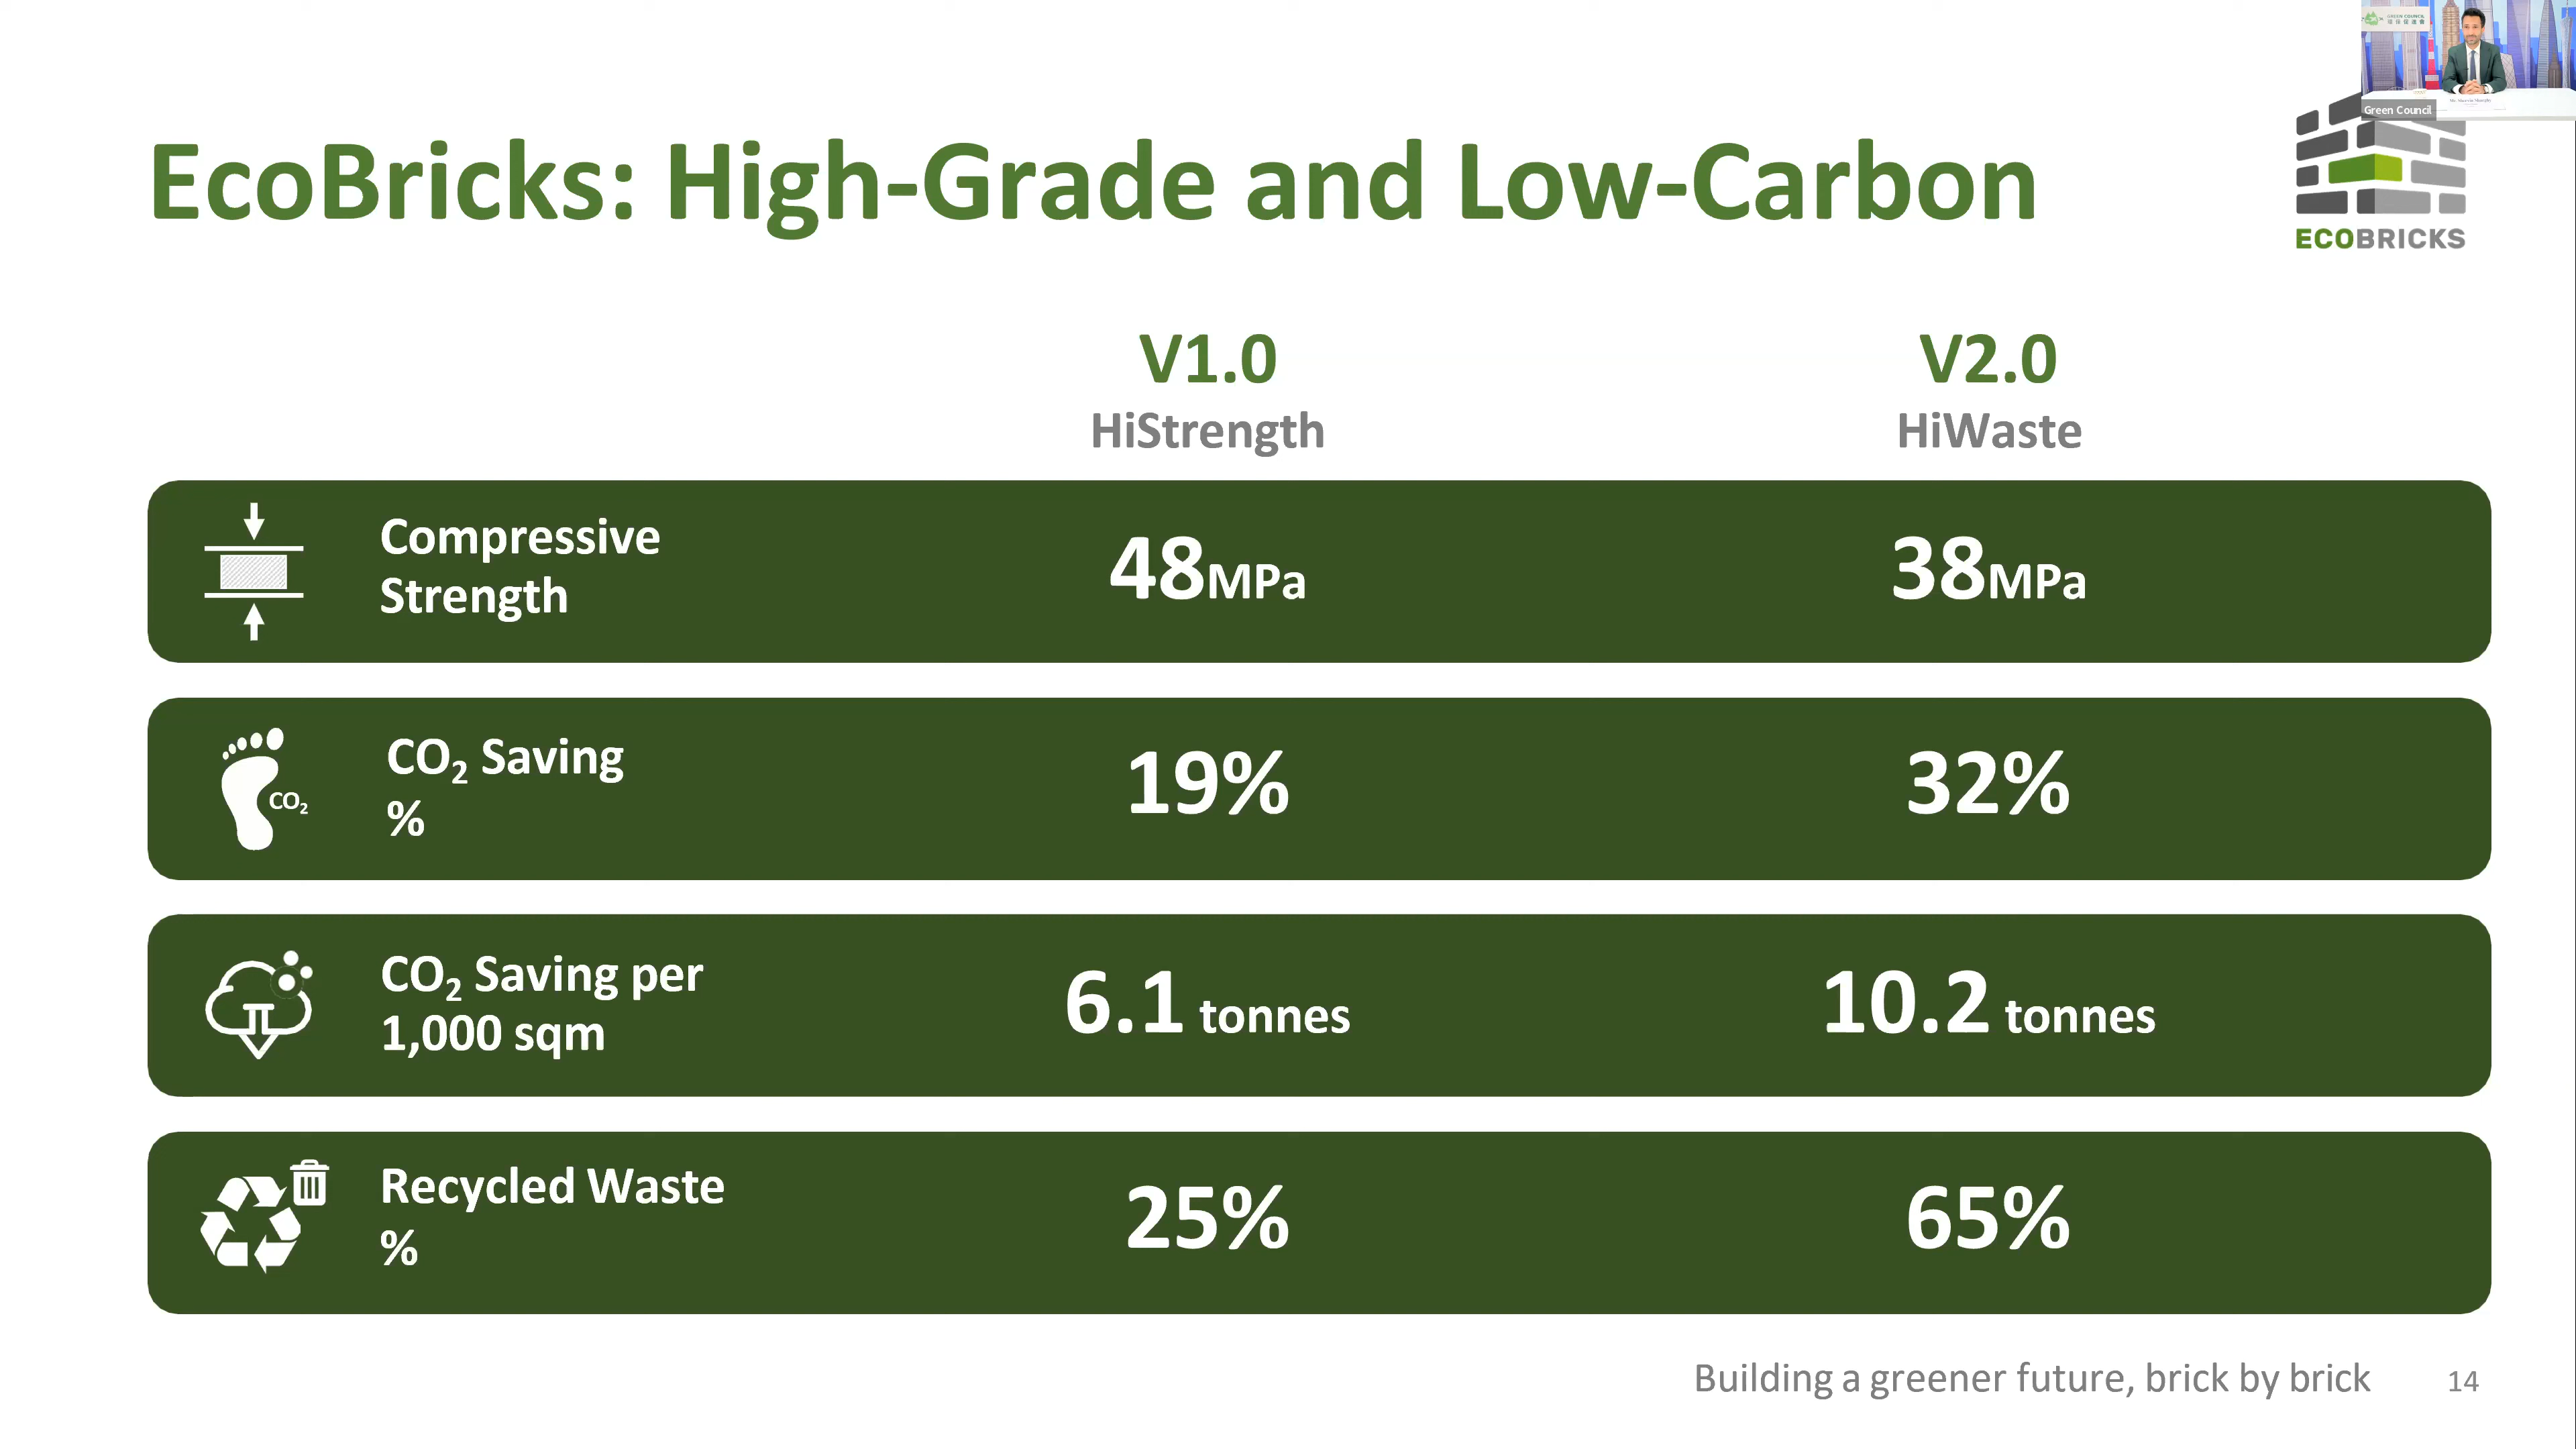 GREEN COUNCIL
Green Council
EcoBricks: High-Grade and Low-Carbon
ECOBRICKS
V1.0
V2.0
HiStrength
HiWaste
Compressive
Strength
48MPa
38MPa
CO₂ Saving
%
CO₂
19%
32%
CO₂ Saving per
1,000 sqm
6.1 tonnes
10.2 tonnes
Recycled Waste
%
25%
65%
Building a greener future, brick by brick
14